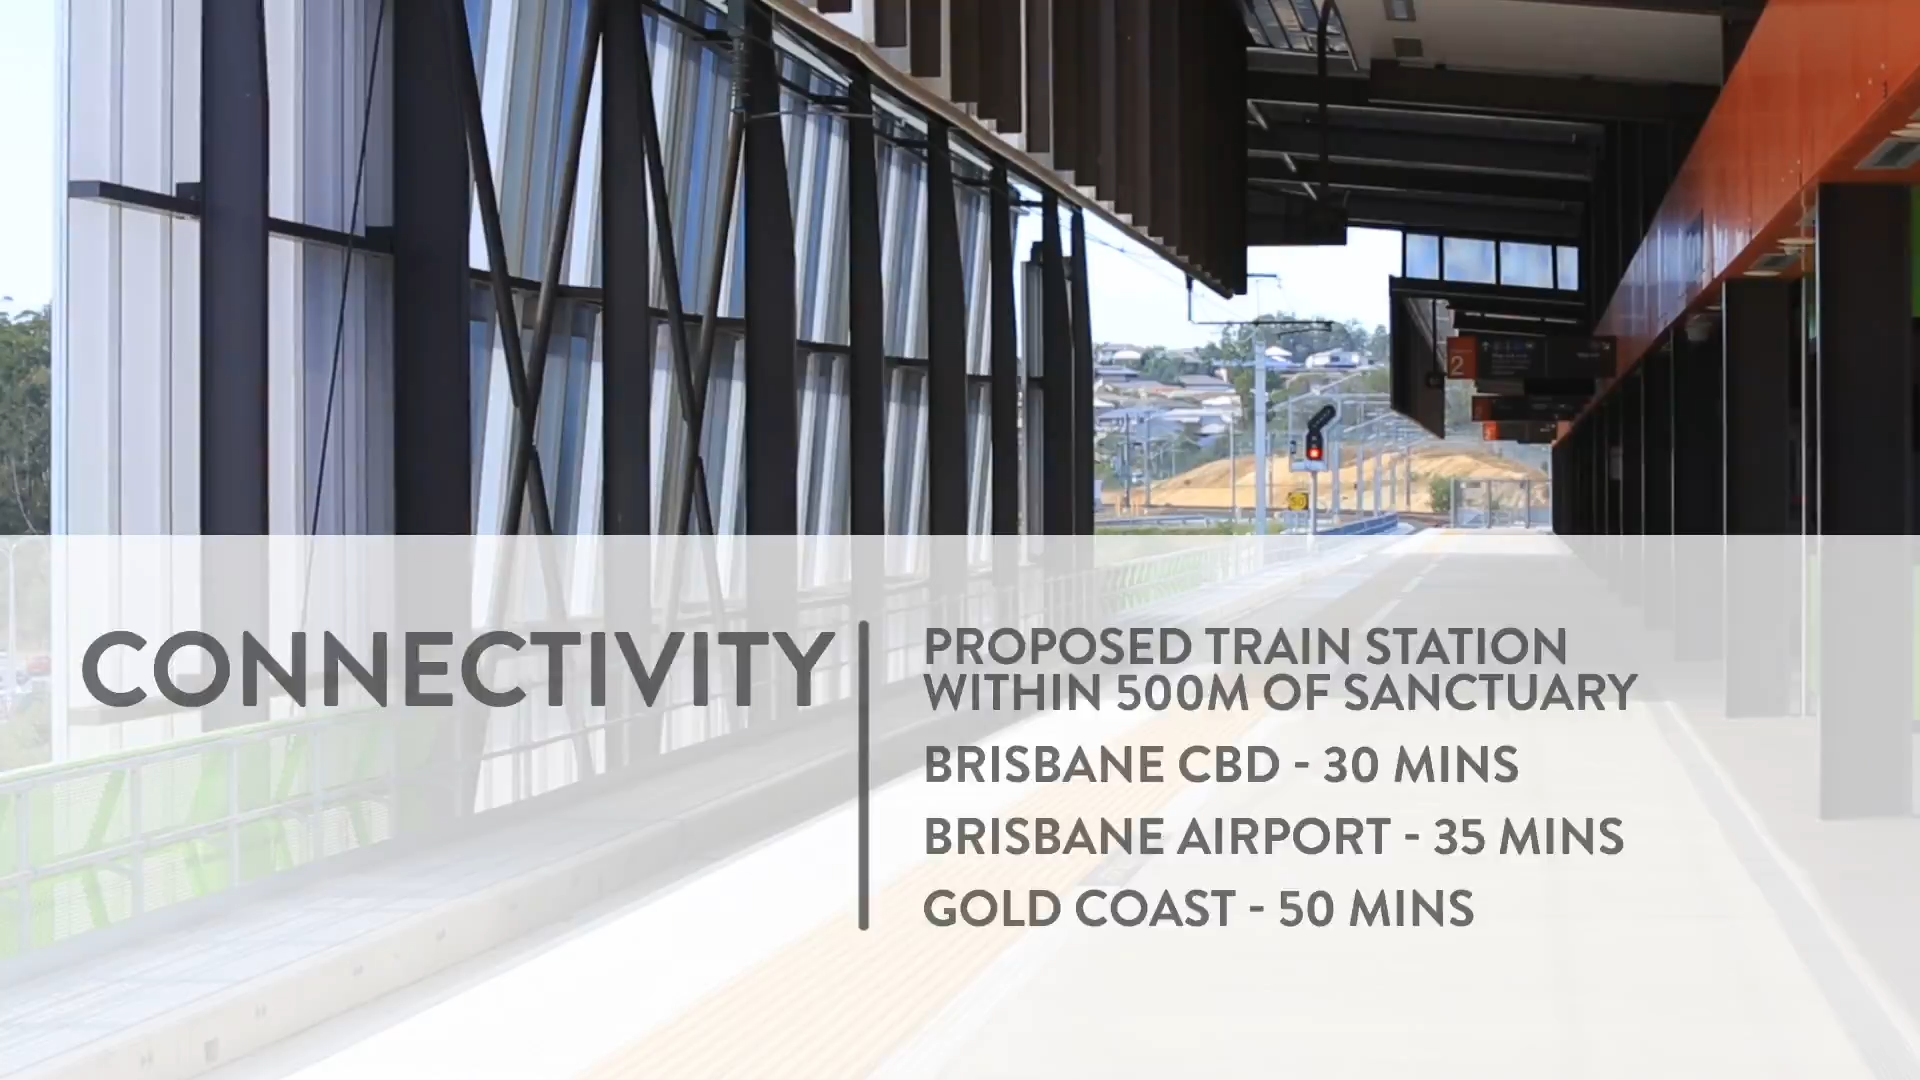 2
CONNECTIVITY
PROPOSED TRAIN STATION
WITHIN 500M OF SANCTUARY
BRISBANE CBD - 30 MINS
BRISBANE AIRPORT - 35 MINS
GOLD COAST - 50 MINS